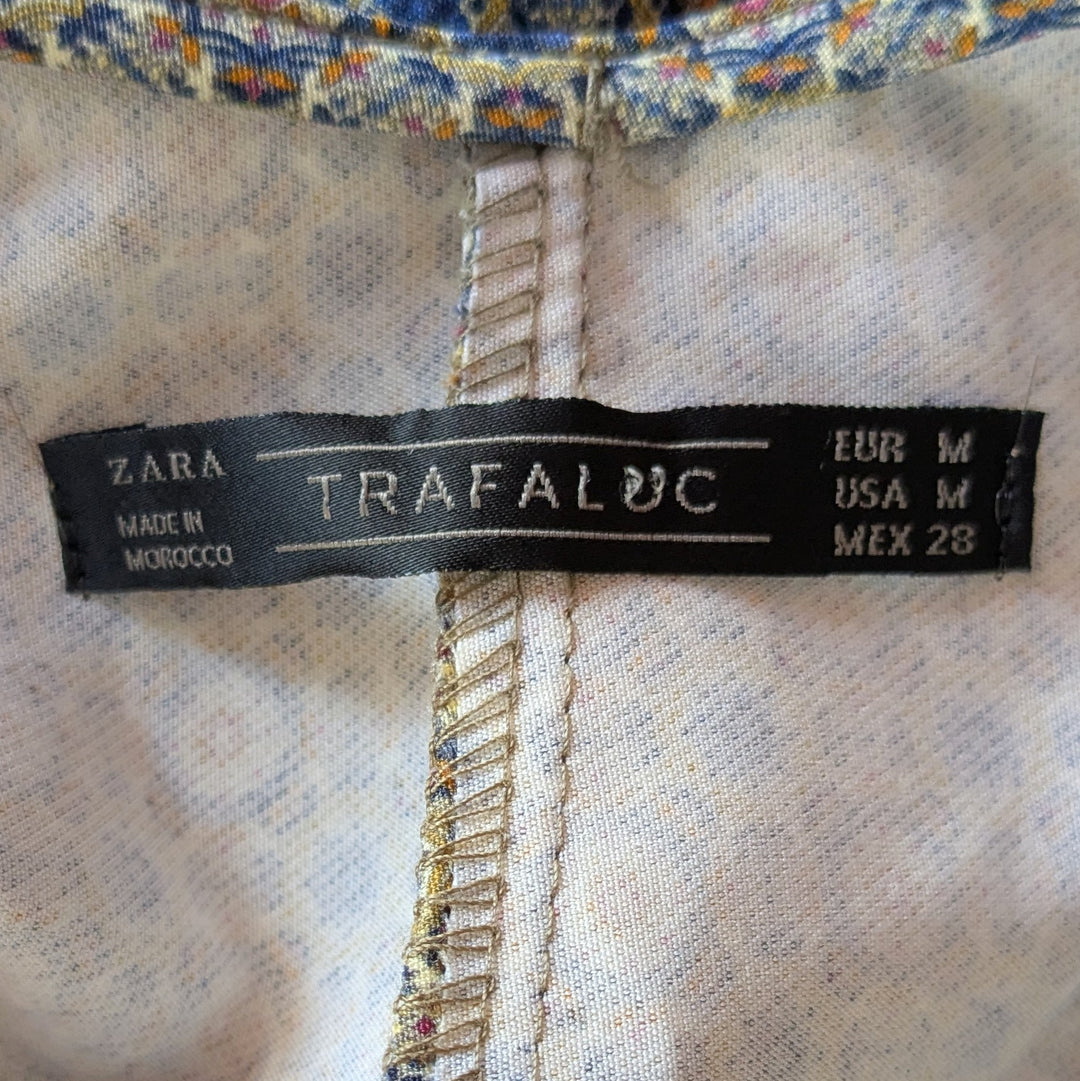 ZARA
MADE IN
MOROCCO
TRAFALUC
EUR M
USA M
MEX 28